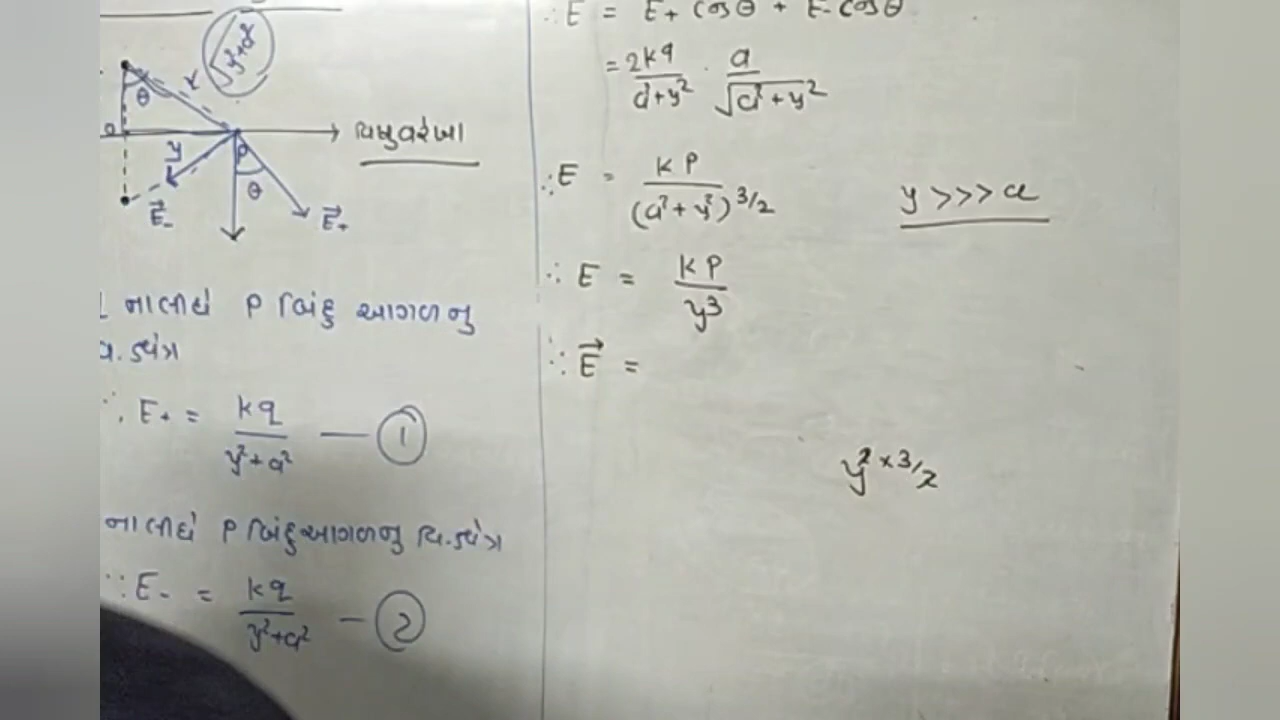 √y²+a²
r
θ
a
વિષુવરેખા
y
P
θ
E⃗₋
E⃗₊
ના લીધે P બિંદુ આગળનુ
વિ.ક્ષેત્ર
∴ E₊ = kq / y²+a² — ①
ના લીધે P બિંદુ આગળનુ વિ.ક્ષેત્ર
∴ E₋ = kq / y²+a² — ②
∴ E = E₊ cosθ + E₋ cosθ
= 2kq / a²+y² · a / √a²+y²
∴ E = kP / (a²+y²)^3/2
y >>> a
∴ E = kP / y³
∴ E⃗ =
y^2×3/2